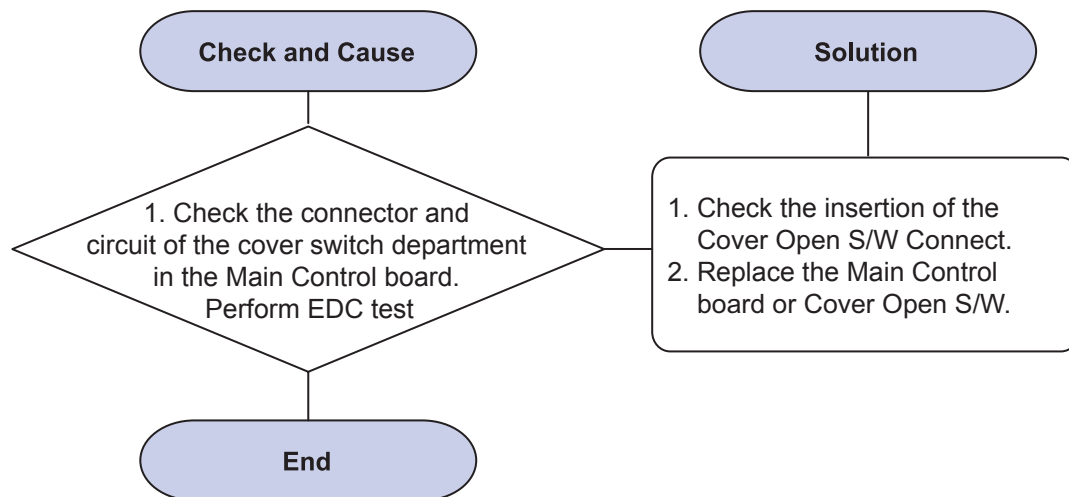 Check and Cause
Solution
1. Check the connector and
circuit of the cover switch department
in the Main Control board.
Perform EDC test
1. Check the insertion of the
Cover Open S/W Connect.
2. Replace the Main Control
board or Cover Open S/W.
End